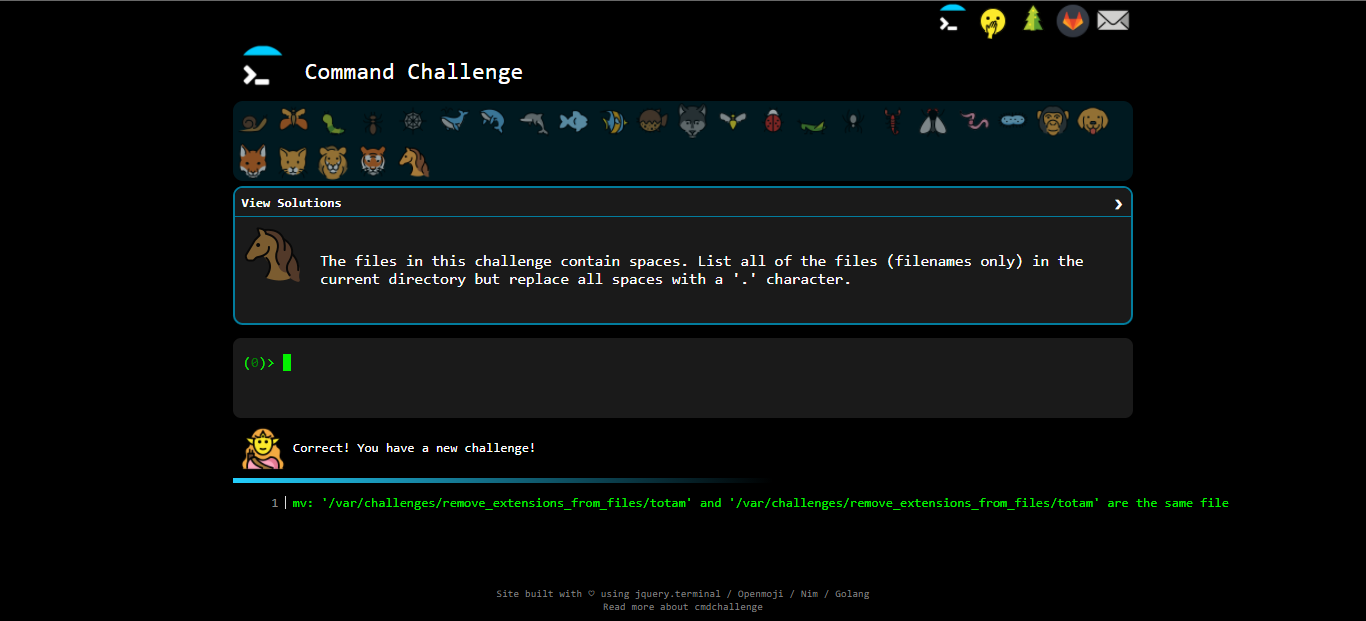 Command Challenge
View Solutions ❯
The files in this challenge contain spaces. List all of the files (filenames only) in the
current directory but replace all spaces with a '.' character.
(0)>
Correct! You have a new challenge!
1 mv: '/var/challenges/remove_extensions_from_files/totam' and '/var/challenges/remove_extensions_from_files/totam' are the same file
Site built with ♡ using jquery.terminal / Openmoji / Nim / Golang
Read more about cmdchallenge